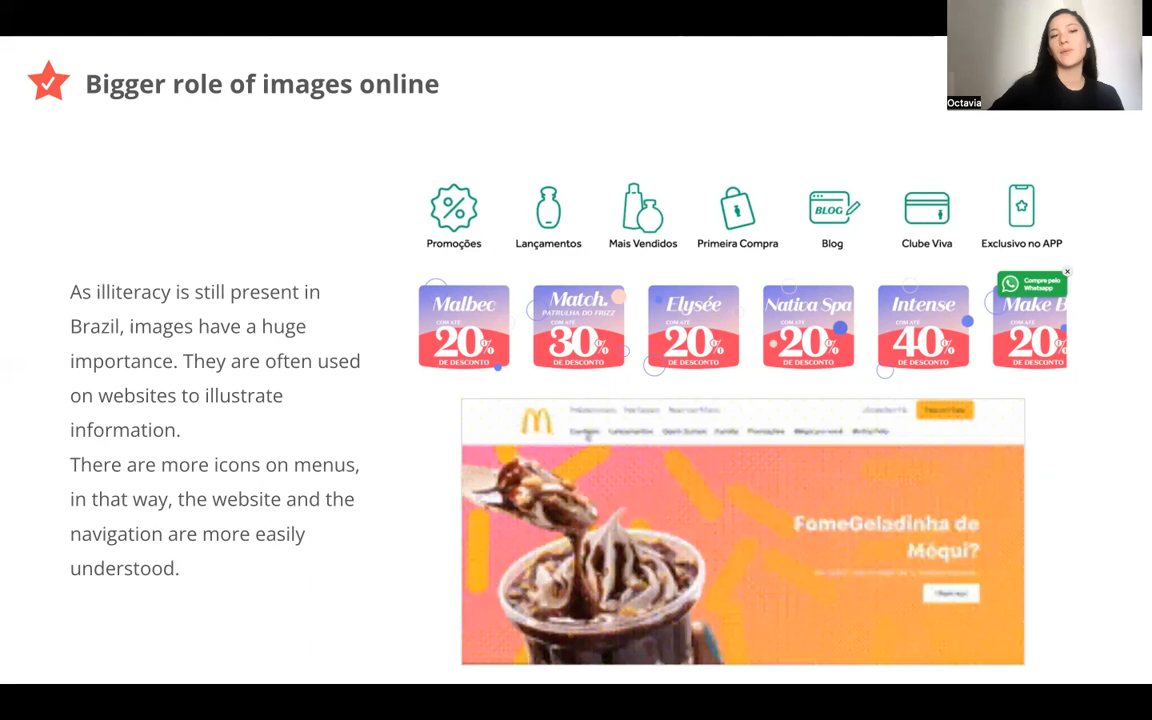 Bigger role of images online
Octavia
Promoções
Lançamentos
Mais Vendidos
Primeira Compra
BLOG
Blog
Clube Viva
Exclusivo no APP
Compre pelo
Whatsapp
Malbec
COM ATÉ
20%
DE DESCONTO
Match.
PATRULHA DO FRIZZ
COM ATÉ
30%
DE DESCONTO
Elysée
COM ATÉ
20%
DE DESCONTO
Nativa Spa
COM ATÉ
20%
DE DESCONTO
Intense
COM ATÉ
40%
DE DESCONTO
Make B
COM ATÉ
20%
DE DESCONTO
As illiteracy is still present in
Brazil, images have a huge
importance. They are often used
on websites to illustrate
information.
There are more icons on menus,
in that way, the website and the
navigation are more easily
understood.
Lançamentos
Family
Promoções
FomeGeladinha de
Méqui?